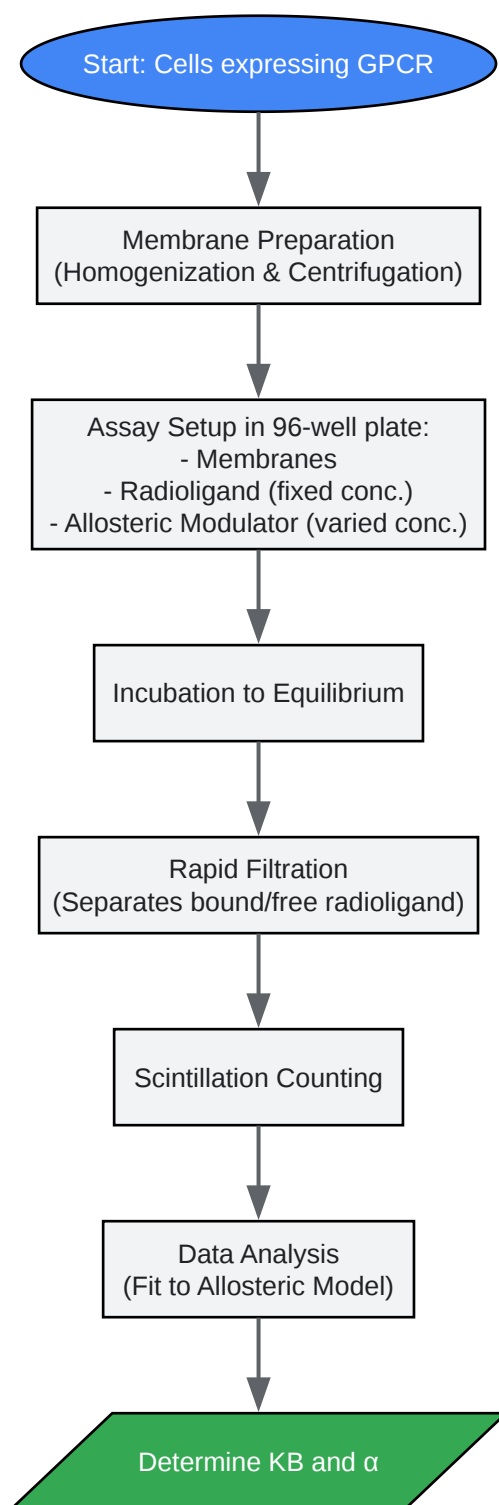 Start: Cells expressing GPCR
Membrane Preparation
(Homogenization & Centrifugation)
Assay Setup in 96-well plate:
- Membranes
- Radioligand (fixed conc.)
- Allosteric Modulator (varied conc.)
Incubation to Equilibrium
Rapid Filtration
(Separates bound/free radioligand)
Scintillation Counting
Data Analysis
(Fit to Allosteric Model)
Determine KB and α